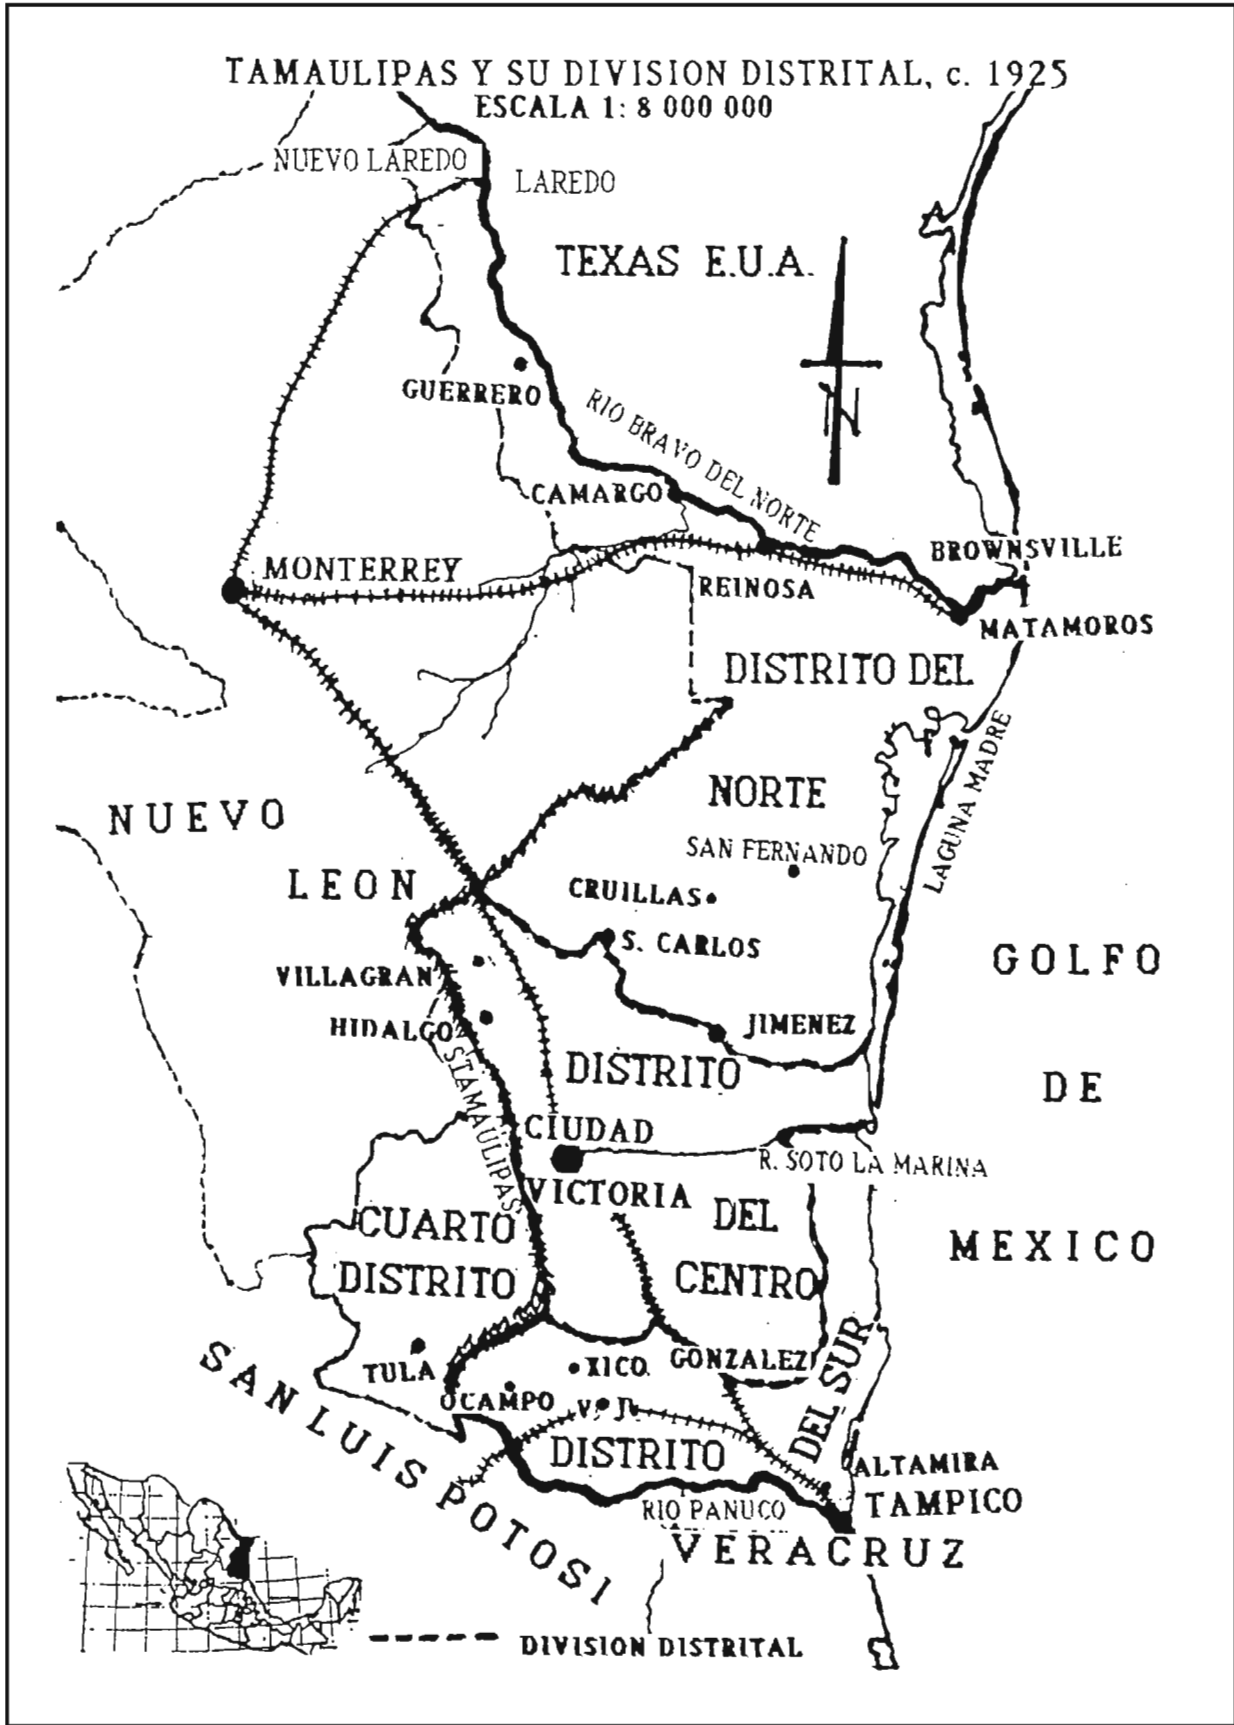 TAMAULIPAS Y SU DIVISION DISTRITAL, c. 1925
ESCALA 1: 8 000 000
NUEVO LAREDO
LAREDO
TEXAS E.U.A.
N
GUERRERO
RIO BRAVO DEL NORTE
CAMARGO
BROWNSVILLE
MONTERREY
REINOSA
MATAMOROS
DISTRITO DEL
NORTE
LAGUNA MADRE
NUEVO
LEON
SAN FERNANDO
CRUILLAS
S. CARLOS
VILLAGRAN
HIDALGO
JIMENEZ
GOLFO
DE
MEXICO
STAMAULIPAS
DISTRITO
CIUDAD
VICTORIA
R. SOTO LA MARINA
DEL
CENTRO
CUARTO
DISTRITO
TULA
XICO.
GONZALEZ
OCAMPO
V. J.
DISTRITO
DEL SUR
ALTAMIRA
TAMPICO
SAN LUIS POTOSI
RIO PANUCO
VERACRUZ
DIVISION DISTRITAL